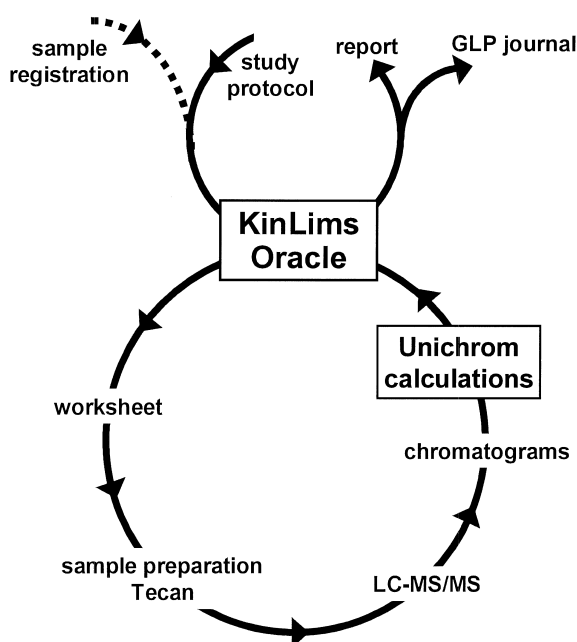 sample
registration
study
protocol
report
GLP journal
KinLims
Oracle
Unichrom
calculations
worksheet
chromatograms
sample preparation
Tecan
LC-MS/MS